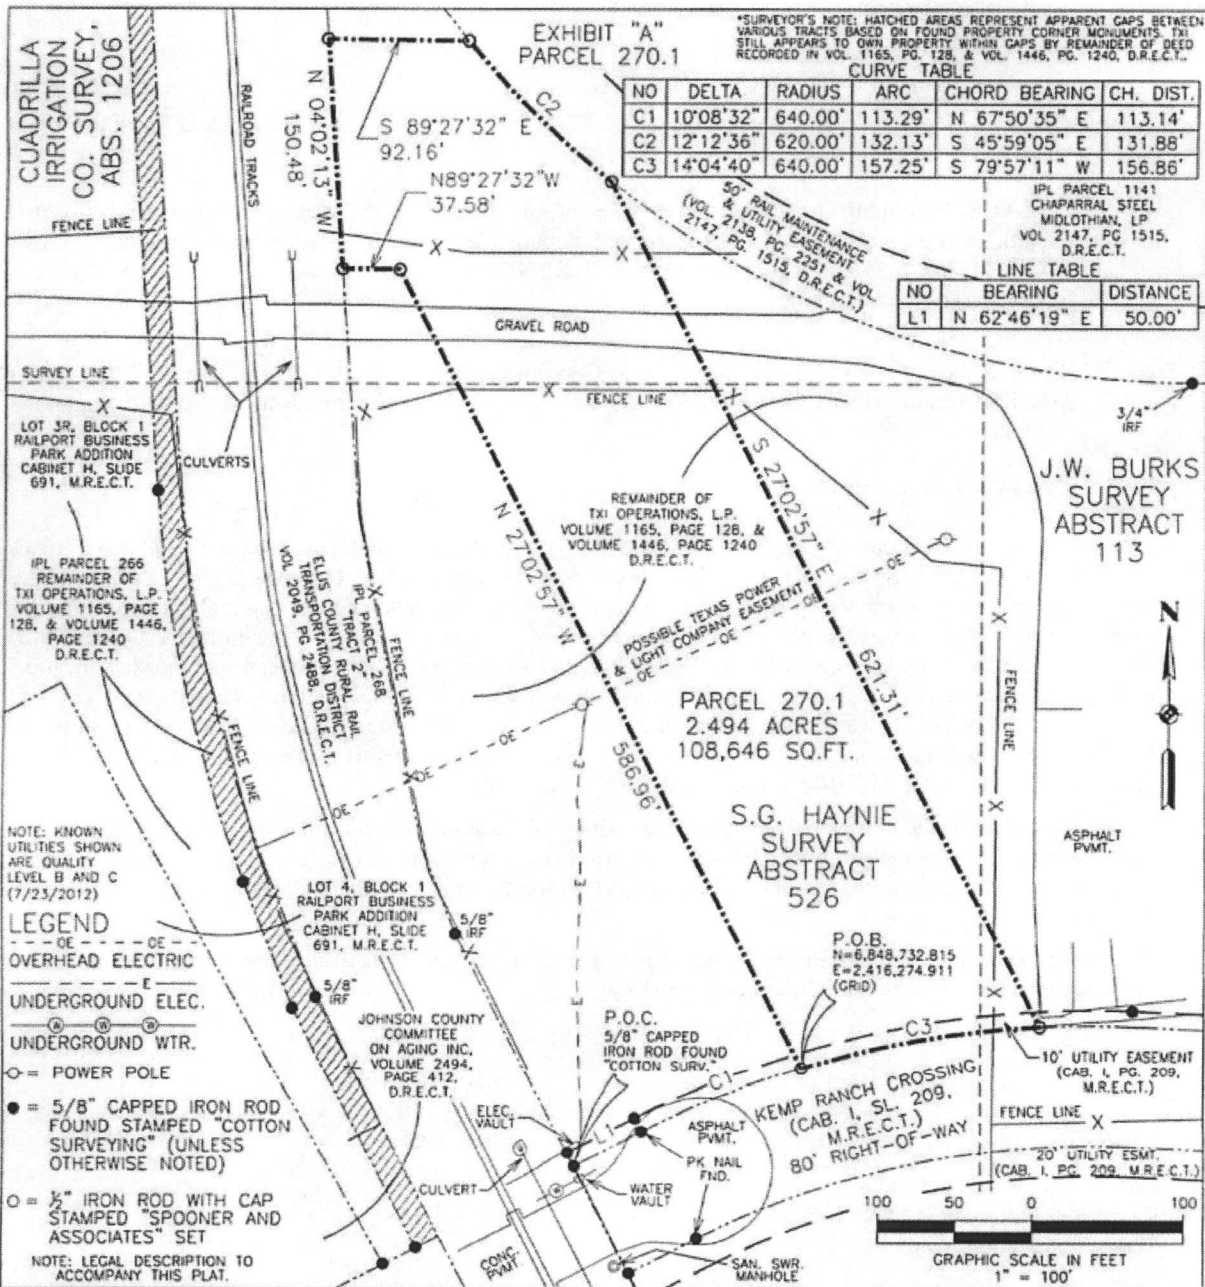 CUADRILLA
IRRIGATION
CO. SURVEY,
ABS. 1206
EXHIBIT "A"
PARCEL 270.1
*SURVEYOR'S NOTE: HATCHED AREAS REPRESENT APPARENT GAPS BETWEEN
VARIOUS TRACTS BASED ON FOUND PROPERTY CORNER MONUMENTS. TXI
STILL APPEARS TO OWN PROPERTY WITHIN GAPS BY REMAINDER OF DEED
RECORDED IN VOL. 1165, PG. 128, & VOL. 1446, PG. 1240, D.R.E.C.T..
CURVE TABLE
NO DELTA RADIUS ARC CHORD BEARING CH. DIST.
C1 10°08'32" 640.00' 113.29' N 67°50'35" E 113.14'
C2 12°12'36" 620.00' 132.13' S 45°59'05" E 131.88'
C3 14°04'40" 640.00' 157.25' S 79°57'11" W 156.86'
IPL PARCEL 1141
CHAPARRAL STEEL
MIDLOTHIAN, LP
VOL 2147, PG 1515,
D.R.E.C.T.
LINE TABLE
NO BEARING DISTANCE
L1 N 62°46'19" E 50.00'
RAILROAD TRACKS
N 04°02'13" W
150.48'
S 89°27'32" E
92.16'
N89°27'32"W
37.58'
C2
50' RAIL MAINTENANCE
& UTILITY EASEMENT
(VOL. 2138, PG. 2251 & VOL.
2147, PG. 1515, D.R.E.C.T.)
FENCE LINE
X
X
GRAVEL ROAD
SURVEY LINE
X
X
X
FENCE LINE
X
3/4"
IRF
LOT 3R, BLOCK 1
RAILPORT BUSINESS
PARK ADDITION
CABINET H, SLIDE
691, M.R.E.C.T.
CULVERTS
J.W. BURKS
SURVEY
ABSTRACT
113
REMAINDER OF
TXI OPERATIONS, L.P.
VOLUME 1165, PAGE 128, &
VOLUME 1446, PAGE 1240
D.R.E.C.T.
S 27°02'57" E
621.31'
X
N 27°02'57" W
586.96'
IPL PARCEL 266
REMAINDER OF
TXI OPERATIONS, L.P.
VOLUME 1165, PAGE
128, & VOLUME 1446,
PAGE 1240
D.R.E.C.T.
IPL PARCEL 268
"TRACT 2"
ELLIS COUNTY RURAL RAIL
TRANSPORTATION DISTRICT
VOL 2049, PG 2488, D.R.E.C.T.
X
FENCE LINE
X
POSSIBLE TEXAS POWER
& LIGHT COMPANY EASEMENT
OE
OE
OE
OE
OE
OE
OE
X
FENCE LINE
X
X
N
X
FENCE LINE
PARCEL 270.1
2.494 ACRES
108,646 SQ.FT.
S.G. HAYNIE
SURVEY
ABSTRACT
526
ASPHALT
PVMT.
E
E
E
NOTE: KNOWN
UTILITIES SHOWN
ARE QUALITY
LEVEL B AND C
(7/23/2012)
LEGEND
OE OE
OVERHEAD ELECTRIC
E
UNDERGROUND ELEC.
W W W
UNDERGROUND WTR.
= POWER POLE
= 5/8" CAPPED IRON ROD
FOUND STAMPED "COTTON
SURVEYING" (UNLESS
OTHERWISE NOTED)
= ½" IRON ROD WITH CAP
STAMPED "SPOONER AND
ASSOCIATES" SET
NOTE: LEGAL DESCRIPTION TO
ACCOMPANY THIS PLAT.
LOT 4, BLOCK 1
RAILPORT BUSINESS
PARK ADDITION
CABINET H, SLIDE
691, M.R.E.C.T.
5/8"
IRF
X
5/8"
IRF
X
JOHNSON COUNTY
COMMITTEE
ON AGING INC,
VOLUME 2494,
PAGE 412,
D.R.E.C.T.
P.O.B.
N=6,848,732.815
E=2,416,274.911
(GRID)
P.O.C.
5/8" CAPPED
IRON ROD FOUND
"COTTON SURV."
ELEC.
VAULT
L1
C1
C3
ASPHALT
PVMT.
PK NAIL
FND.
WATER
VAULT
W
W
CULVERT
CONC.
PVMT.
SAN. SWR.
MANHOLE
KEMP RANCH CROSSING
(CAB. I, SL. 209,
M.R.E.C.T.)
80' RIGHT-OF-WAY
10' UTILITY EASEMENT
(CAB. I, PG. 209,
M.R.E.C.T.)
FENCE LINE
X
20' UTILITY ESMT.
(CAB. I, PG. 209, M.R.E.C.T.)
100 50 0 100
GRAPHIC SCALE IN FEET
1" = 100'